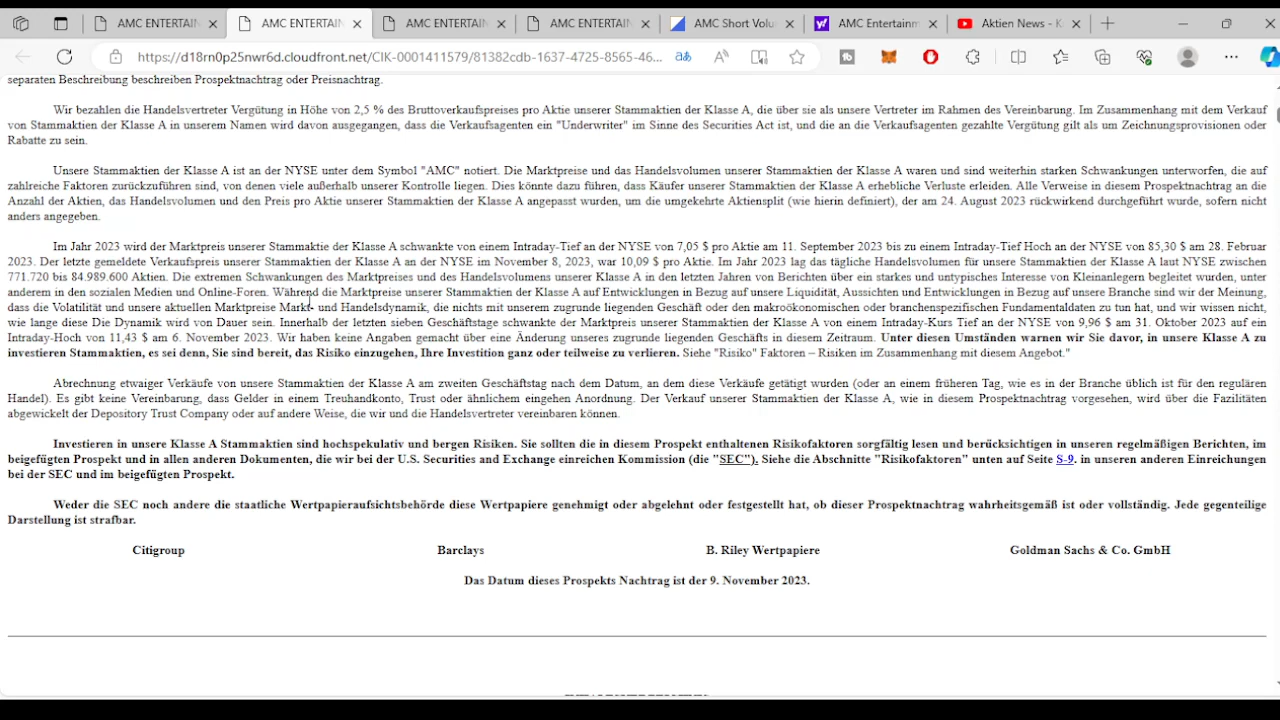 AMC ENTERTAIN
AMC ENTERTAIN
AMC ENTERTAIN
AMC ENTERTAIN
AMC Short Volu
AMC Entertainm
Aktien News - K
https://d18rn0p25nwr6d.cloudfront.net/CIK-0001411579/81382cdb-1637-4725-8565-46...
separaten Beschreibung beschreiben Prospektnachtrag oder Preisnachtrag.
Wir bezahlen die Handelsvertreter Vergütung in Höhe von 2,5 % des Bruttoverkaufspreises pro Aktie unserer Stammaktien der Klasse A, die über sie als unsere Vertreter im Rahmen des Vereinbarung. Im Zusammenhang mit dem Verkauf
von Stammaktien der Klasse A in unserem Namen wird davon ausgegangen, dass die Verkaufsagenten ein "Underwriter" im Sinne des Securities Act ist, und die an die Verkaufsagenten gezahlte Vergütung gilt als um Zeichnungsprovisionen oder
Rabatte zu sein.
Unsere Stammaktien der Klasse A ist an der NYSE unter dem Symbol "AMC" notiert. Die Marktpreise und das Handelsvolumen unserer Stammaktien der Klasse A waren und sind weiterhin starken Schwankungen unterworfen, die auf
zahlreiche Faktoren zurückzuführen sind, von denen viele außerhalb unserer Kontrolle liegen. Dies könnte dazu führen, dass Käufer unserer Stammaktien der Klasse A erhebliche Verluste erleiden. Alle Verweise in diesem Prospektnachtrag an die
Anzahl der Aktien, das Handelsvolumen und den Preis pro Aktie unserer Stammaktien der Klasse A angepasst wurden, um die umgekehrte Aktiensplit (wie hierin definiert), der am 24. August 2023 rückwirkend durchgeführt wurde, sofern nicht
anders angegeben.
Im Jahr 2023 wird der Marktpreis unserer Stammaktie der Klasse A schwankte von einem Intraday-Tief an der NYSE von 7,05 $ pro Aktie am 11. September 2023 bis zu einem Intraday-Tief Hoch an der NYSE von 85,30 $ am 28. Februar
2023. Der letzte gemeldete Verkaufspreis unserer Stammaktien der Klasse A an der NYSE im November 8, 2023, war 10,09 $ pro Aktie. Im Jahr 2023 lag das tägliche Handelsvolumen für unsere Stammaktien der Klasse A laut NYSE zwischen
771.720 bis 84.989.600 Aktien. Die extremen Schwankungen des Marktpreises und des Handelsvolumens unserer Klasse A in den letzten Jahren von Berichten über ein starkes und untypisches Interesse von Kleinanlegern begleitet wurden, unter
anderem in den sozialen Medien und Online-Foren. Während die Marktpreise unserer Stammaktien der Klasse A auf Entwicklungen in Bezug auf unsere Liquidität, Aussichten und Entwicklungen in Bezug auf unsere Branche sind wir der Meinung,
dass die Volatilität und unsere aktuellen Marktpreise Markt- und Handelsdynamik, die nichts mit unserem zugrunde liegenden Geschäft oder den makroökonomischen oder branchenspezifischen Fundamentaldaten zu tun hat, und wir wissen nicht,
wie lange diese Die Dynamik wird von Dauer sein. Innerhalb der letzten sieben Geschäftstage schwankte der Marktpreis unserer Stammaktien der Klasse A von einem Intraday-Kurs Tief an der NYSE von 9,96 $ am 31. Oktober 2023 auf ein
Intraday-Hoch von 11,43 $ am 6. November 2023. Wir haben keine Angaben gemacht über eine Änderung unseres zugrunde liegenden Geschäfts in diesem Zeitraum. Unter diesen Umständen warnen wir Sie davor, in unsere Klasse A zu
investieren Stammaktien, es sei denn, Sie sind bereit, das Risiko einzugehen, Ihre Investition ganz oder teilweise zu verlieren. Siehe "Risiko" Faktoren – Risiken im Zusammenhang mit diesem Angebot."
Abrechnung etwaiger Verkäufe von unsere Stammaktien der Klasse A am zweiten Geschäftstag nach dem Datum, an dem diese Verkäufe getätigt wurden (oder an einem früheren Tag, wie es in der Branche üblich ist für den regulären
Handel). Es gibt keine Vereinbarung, dass Gelder in einem Treuhandkonto, Trust oder ähnlichem eingehen Anordnung. Der Verkauf unserer Stammaktien der Klasse A, wie in diesem Prospektnachtrag vorgesehen, wird über die Fazilitäten
abgewickelt der Depository Trust Company oder auf andere Weise, die wir und die Handelsvertreter vereinbaren können.
Investieren in unsere Klasse A Stammaktien sind hochspekulativ und bergen Risiken. Sie sollten die in diesem Prospekt enthaltenen Risikofaktoren sorgfältig lesen und berücksichtigen in unseren regelmäßigen Berichten, im
beigefügten Prospekt und in allen anderen Dokumenten, die wir bei der U.S. Securities and Exchange einreichen Kommission (die "SEC"). Siehe die Abschnitte "Risikofaktoren" unten auf Seite S-9. in unseren anderen Einreichungen
bei der SEC und im beigefügten Prospekt.
Weder die SEC noch andere die staatliche Wertpapieraufsichtsbehörde diese Wertpapiere genehmigt oder abgelehnt oder festgestellt hat, ob dieser Prospektnachtrag wahrheitsgemäß ist oder vollständig. Jede gegenteilige
Darstellung ist strafbar.
Citigroup Barclays B. Riley Wertpapiere Goldman Sachs & Co. GmbH
Das Datum dieses Prospekts Nachtrag ist der 9. November 2023.